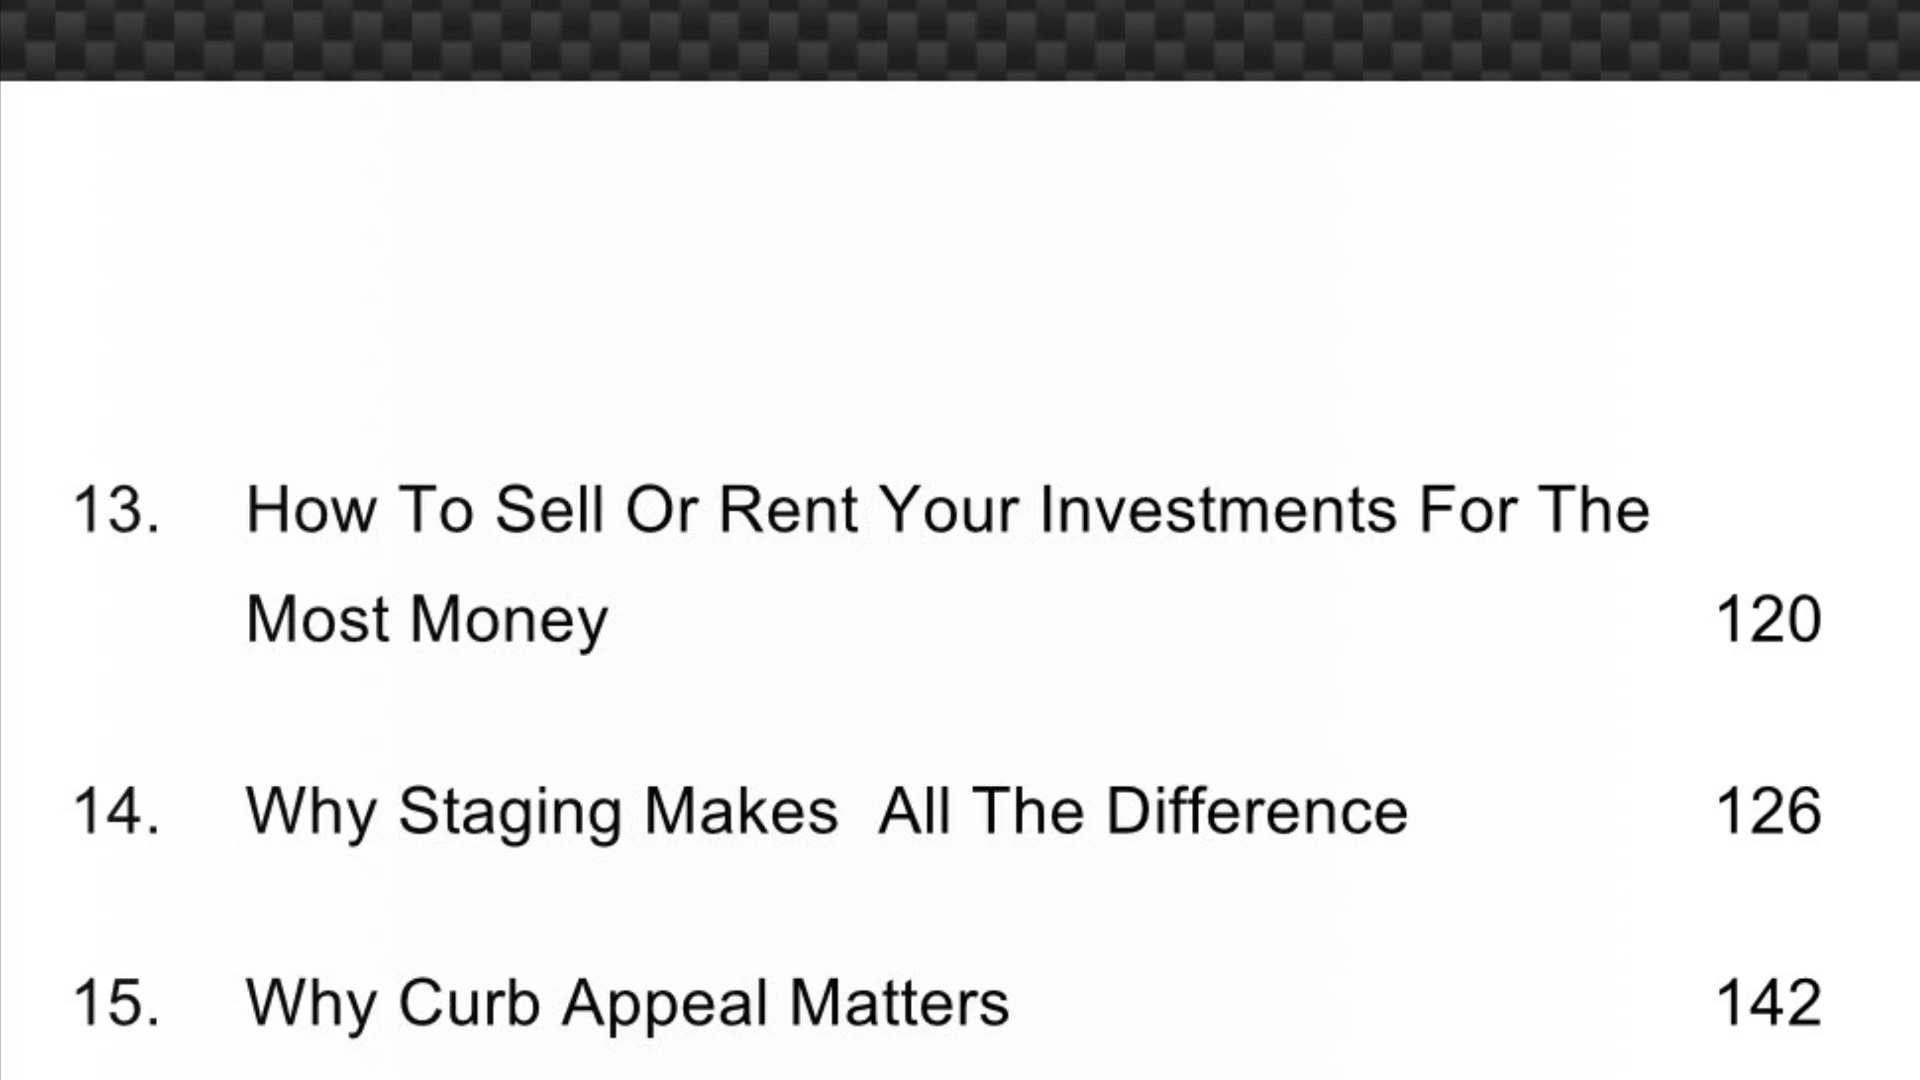 13. How To Sell Or Rent Your Investments For The
Most Money 120
14. Why Staging Makes  All The Difference 126
15. Why Curb Appeal Matters 142